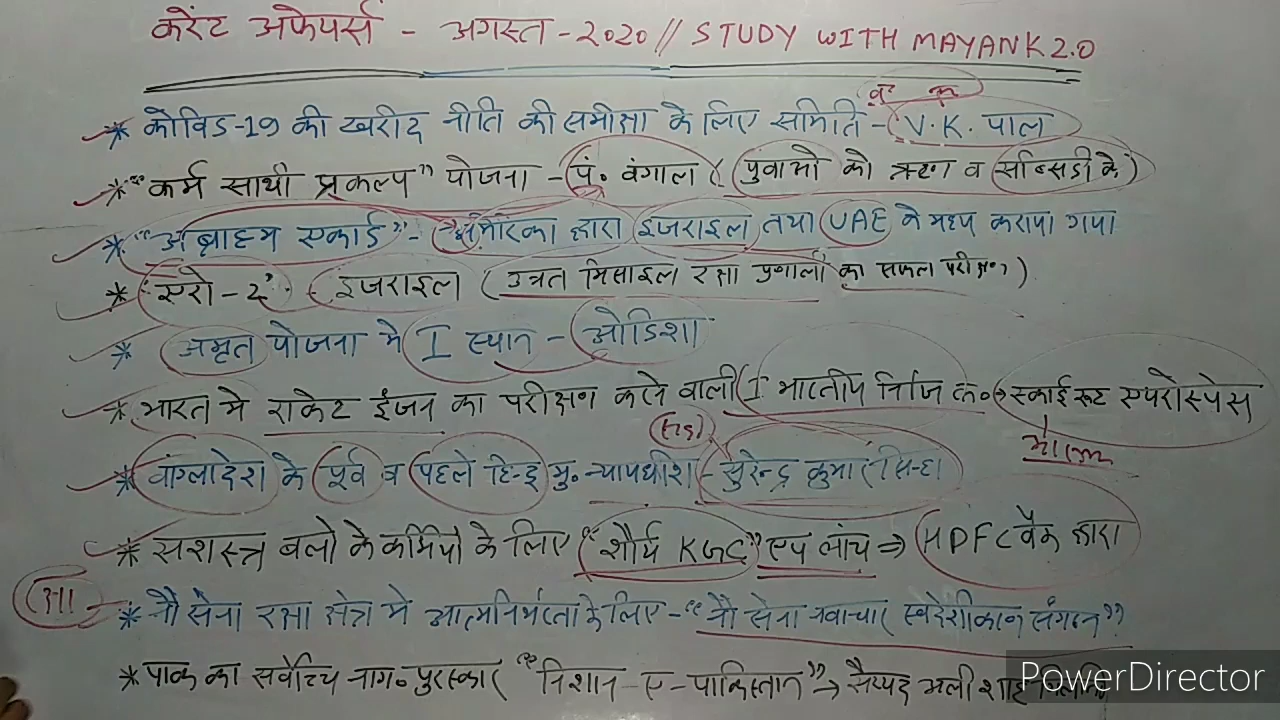 करेंट अफेयर्स - अगस्त - 2020 // STUDY WITH MAYANK 2.0
* कोविड-19 की खरीद नीति की समीक्षा के लिए समिति - V.K. पाल
* "कर्म साथी प्रकल्प" योजना - पं. बंगाल ( युवाओ को ऋण व सब्सिडी के )
* "अब्राहम एकार्ड" - अमेरिका द्वारा इजराइल तथा UAE के मध्य कराया गया
* 'एरो-2' - इजराइल ( उन्नत मिसाइल रक्षा प्रणाली का सफल परीक्षण )
* अमृत योजना मे I स्थान - ओडिशा
* भारत मे राकेट इंजन का परीक्षण करने वाली I भारतीय निजि कं० → स्काई रूट एयरोस्पेस
* बांग्लादेश के पूर्व व पहले हिन्दू मु. न्यायधीश - सुरेन्द्र कुमार सिन्हा
* सशस्त्र बलो के कर्मियो के लिए "शौर्य KGC" एप लांच ⇒ HDFC बैंक द्वारा
* नौ सेना रक्षा क्षेत्र मे आत्मनिर्भरता के लिए - "नौ सेना नवाचार स्वदेशीकरण संगठन"
* पाक का सर्वोच्चि नाग० पुरस्कार "निशान-ए-पाकिस्तान" → सैय्यद अली शाह
PowerDirector